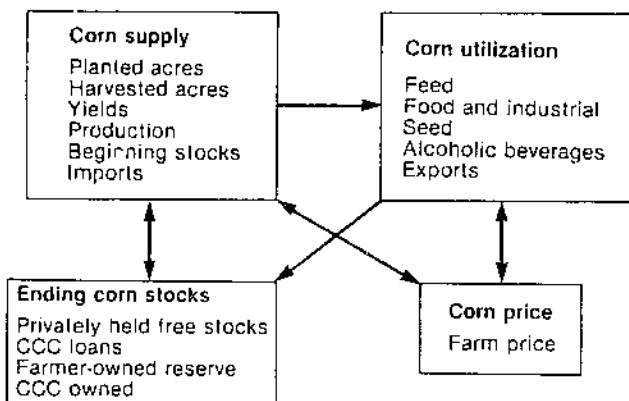 Corn supply
Planted acres
Harvested acres
Yields
Production
Beginning stocks
Imports
Corn utilization
Feed
Food and industrial
Seed
Alcoholic beverages
Exports
Ending corn stocks
Privately held free stocks
CCC loans
Farmer-owned reserve
CCC owned
Corn price
Farm price